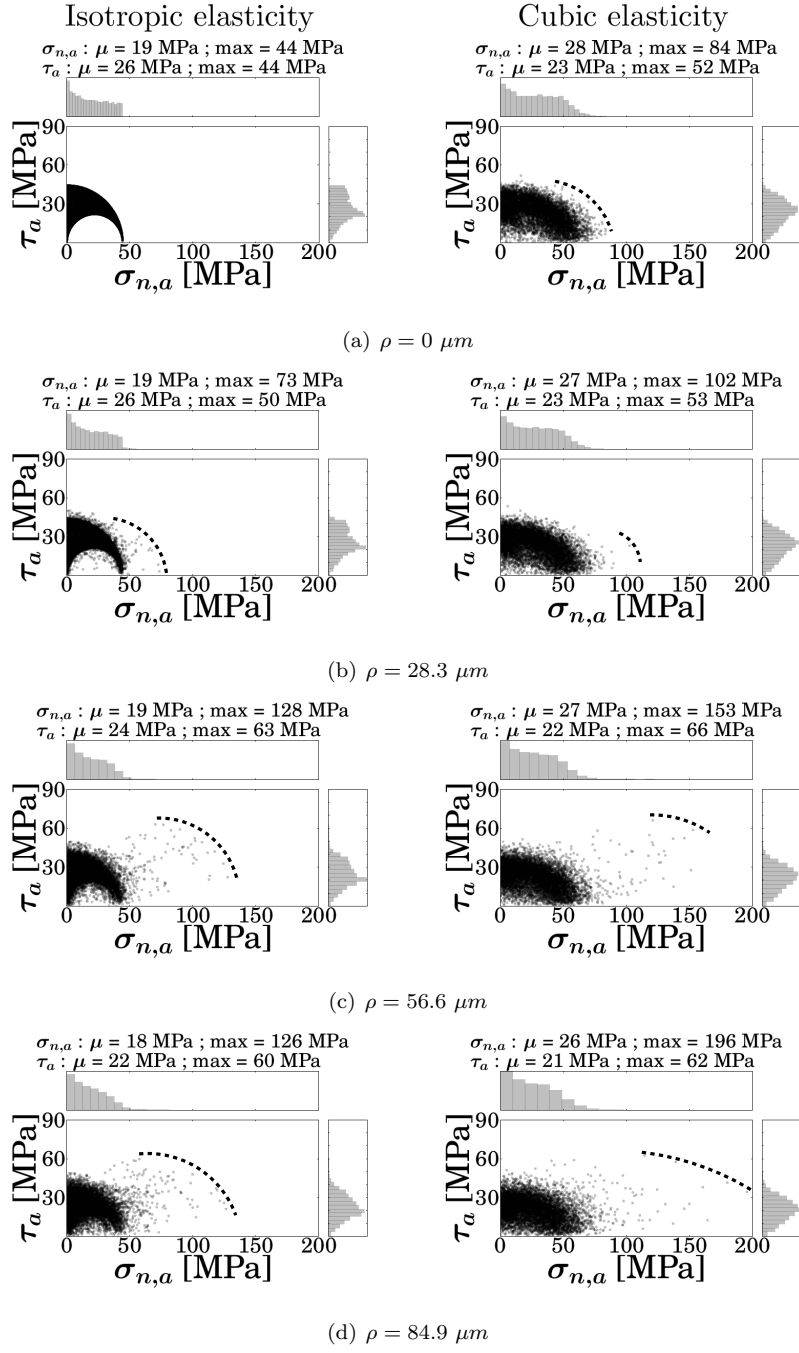 Isotropic elasticity
Cubic elasticity
σn,a : μ = 19 MPa ; max = 44 MPa
τa : μ = 26 MPa ; max = 44 MPa
90
60
30
τa [MPa]
0 50 100 150 200
σn,a [MPa]
σn,a : μ = 28 MPa ; max = 84 MPa
τa : μ = 23 MPa ; max = 52 MPa
90
60
30
τa [MPa]
0 50 100 150 200
σn,a [MPa]
(a) ρ = 0 μm
σn,a : μ = 19 MPa ; max = 73 MPa
τa : μ = 26 MPa ; max = 50 MPa
90
60
30
τa [MPa]
0 50 100 150 200
σn,a [MPa]
σn,a : μ = 27 MPa ; max = 102 MPa
τa : μ = 23 MPa ; max = 53 MPa
90
60
30
τa [MPa]
0 50 100 150 200
σn,a [MPa]
(b) ρ = 28.3 μm
σn,a : μ = 19 MPa ; max = 128 MPa
τa : μ = 24 MPa ; max = 63 MPa
90
60
30
τa [MPa]
0 50 100 150 200
σn,a [MPa]
σn,a : μ = 27 MPa ; max = 153 MPa
τa : μ = 22 MPa ; max = 66 MPa
90
60
30
τa [MPa]
0 50 100 150 200
σn,a [MPa]
(c) ρ = 56.6 μm
σn,a : μ = 18 MPa ; max = 126 MPa
τa : μ = 22 MPa ; max = 60 MPa
90
60
30
τa [MPa]
0 50 100 150 200
σn,a [MPa]
σn,a : μ = 26 MPa ; max = 196 MPa
τa : μ = 21 MPa ; max = 62 MPa
90
60
30
τa [MPa]
0 50 100 150 200
σn,a [MPa]
(d) ρ = 84.9 μm